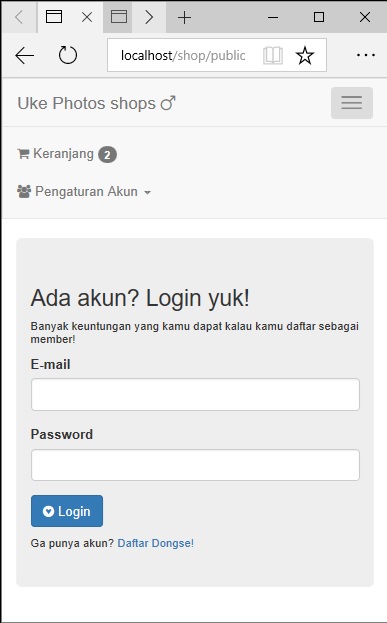 localhost/shop/public
Uke Photos shops ♂
Keranjang 2
Pengaturan Akun
Ada akun? Login yuk!
Banyak keuntungan yang kamu dapat kalau kamu daftar sebagai
member!
E-mail
Password
Login
Ga punya akun? Daftar Dongse!